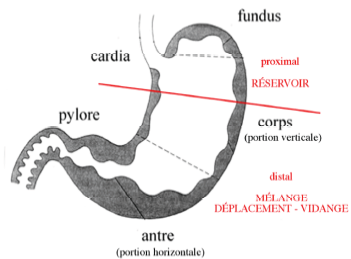 fundus
cardia
proximal
RÉSERVOIR
pylore
corps
(portion verticale)
distal
MÉLANGE
DÉPLACEMENT - VIDANGE
antre
(portion horizontale)